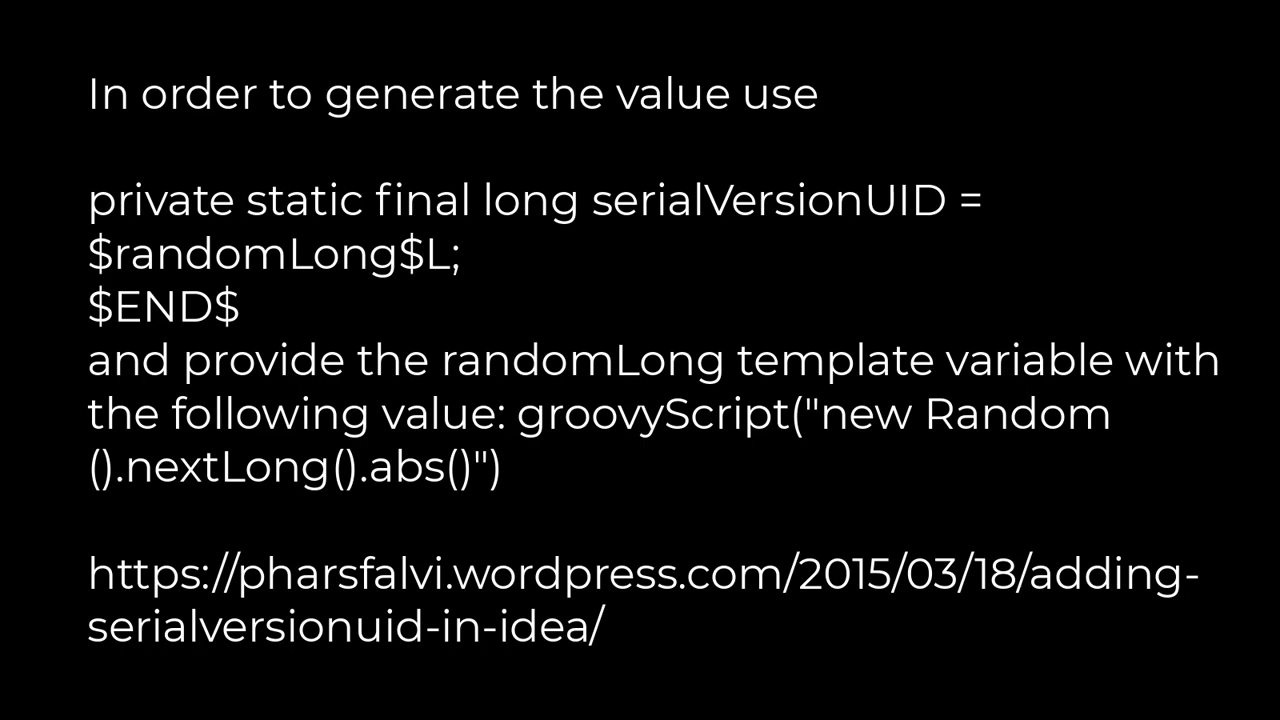 In order to generate the value use
private static final long serialVersionUID =
$randomLong$L;
$END$
and provide the randomLong template variable with
the following value: groovyScript("new Random
().nextLong().abs()")
https://pharsfalvi.wordpress.com/2015/03/18/adding-
serialversionuid-in-idea/